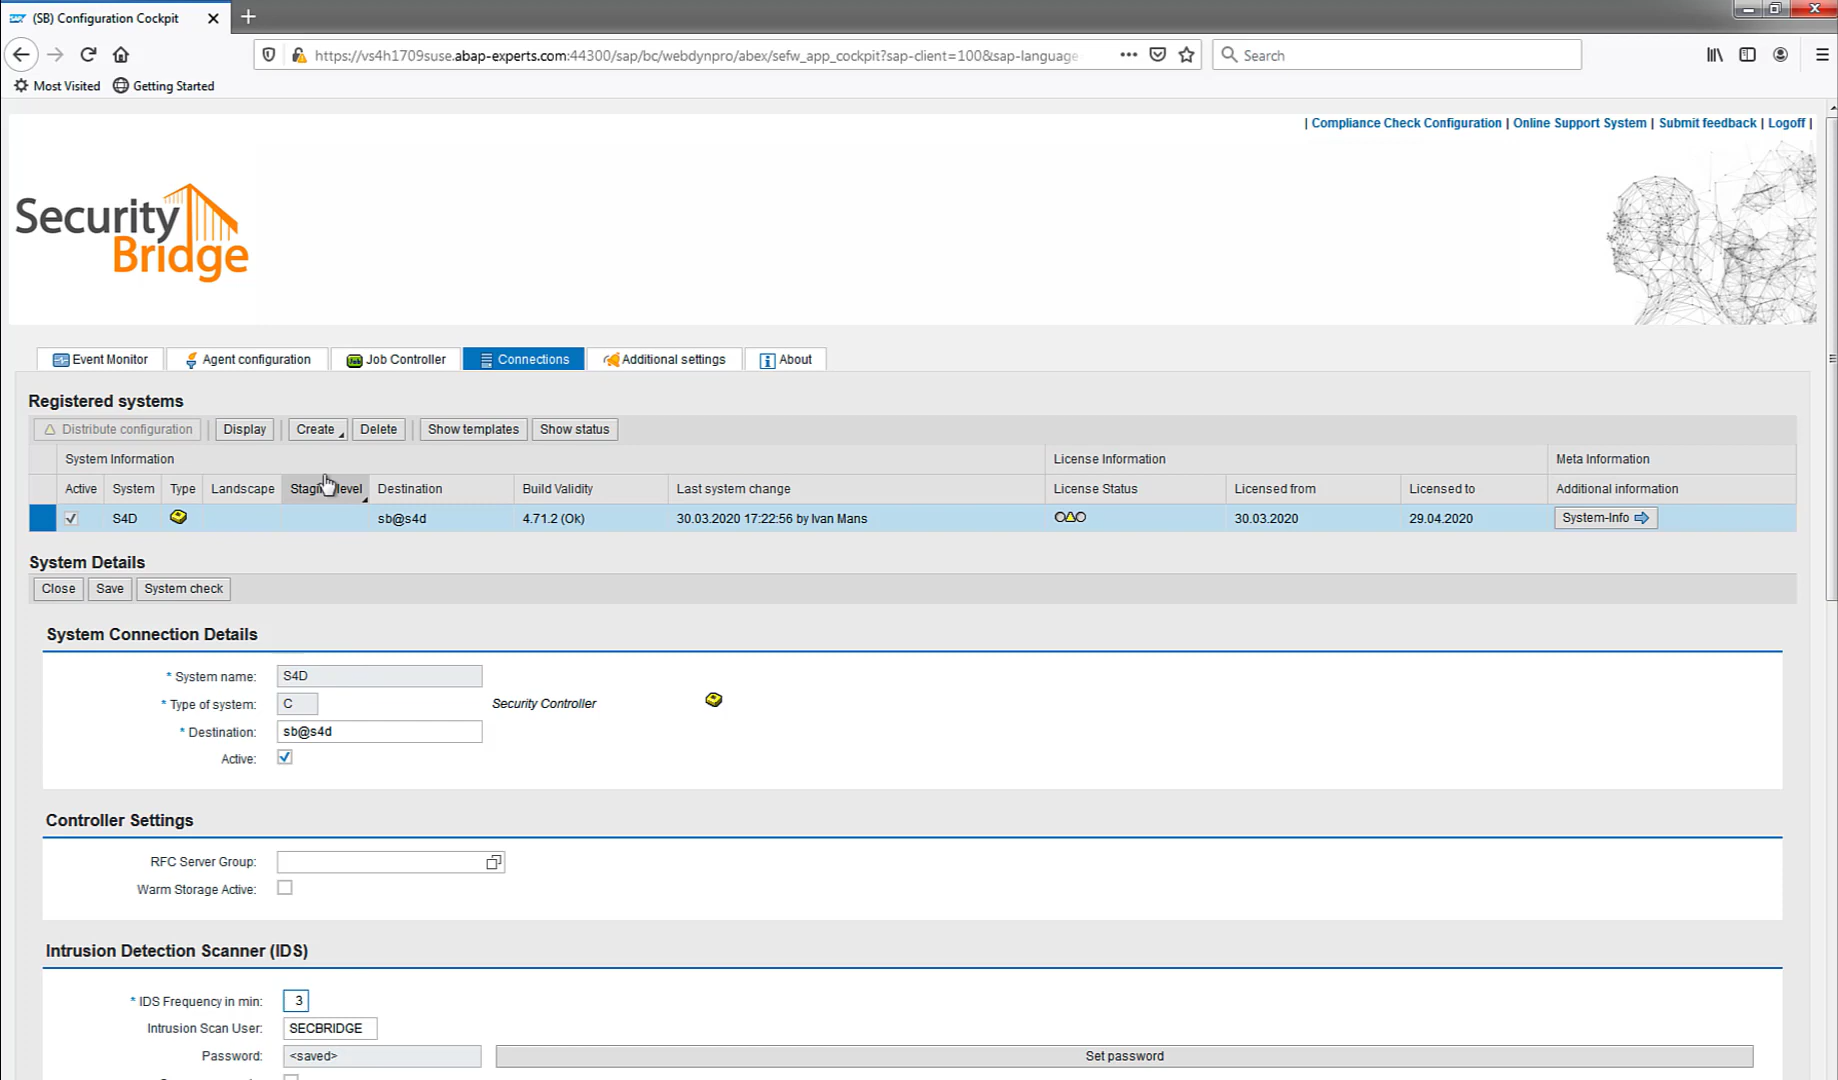 (SB) Configuration Cockpit
https://vs4h1709suse.abap-experts.com:44300/sap/bc/webdynpro/abex/sefw_app_cockpit?sap-client=100&sap-language=
Search
Most Visited
Getting Started
| Compliance Check Configuration | Online Support System | Submit feedback | Logoff |
Security
Bridge
Event Monitor
Agent configuration
Job Controller
Connections
Additional settings
About
Registered systems
Distribute configuration
Display
Create
Delete
Show templates
Show status
System Information
License Information
Meta Information
Active System Type Landscape Destination Build Validity Last system change License Status Licensed from Licensed to Additional information
S4D sb@s4d 4.71.2 (Ok) 30.03.2020 17:22:56 by Ivan Mans 30.03.2020 29.04.2020 System-Info
System Details
Close
Save
System check
System Connection Details
* System name: S4D
* Type of system: C Security Controller
* Destination: sb@s4d
Active:
Controller Settings
RFC Server Group:
Warm Storage Active:
Intrusion Detection Scanner (IDS)
* IDS Frequency in min: 3
Intrusion Scan User: SECBRIDGE
Password: <saved> Set password